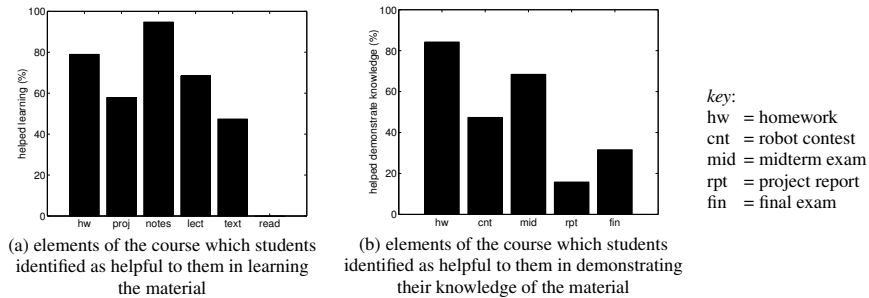 100
80
60
40
20
0
helped learning (%)
hw proj notes lect text read
(a) elements of the course which students
identified as helpful to them in learning
the material
100
80
60
40
20
0
helped demonstrate knowledge (%)
hw cnt mid rpt fin
(b) elements of the course which students
identified as helpful to them in demonstrating
their knowledge of the material
key:
hw = homework
cnt = robot contest
mid = midterm exam
rpt = project report
fin = final exam